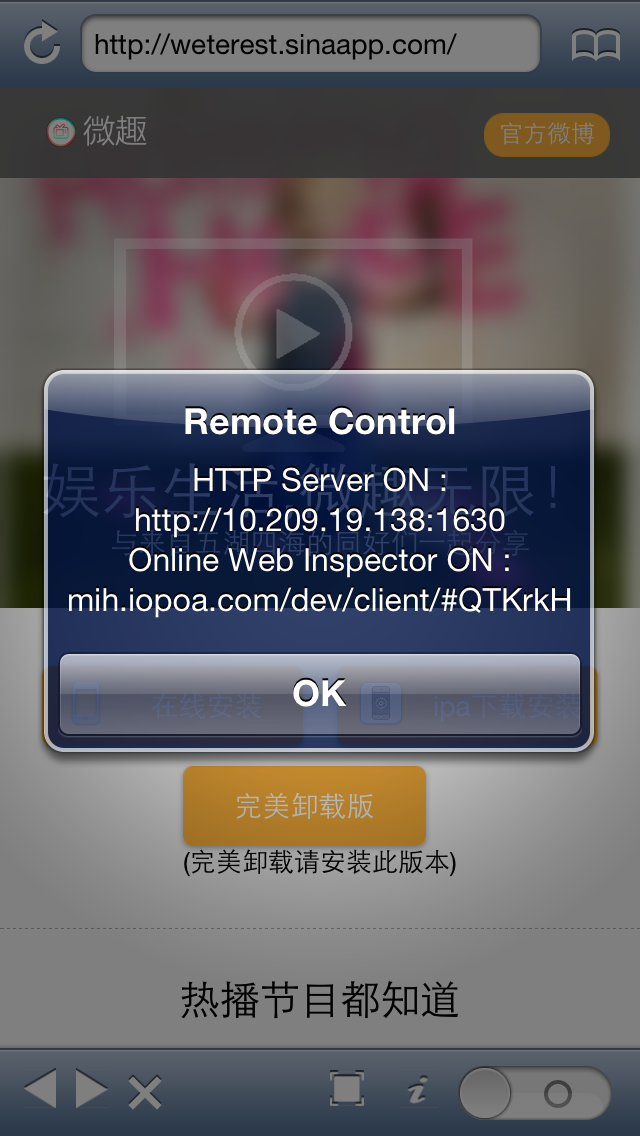 http://weterest.sinaapp.com/
微趣
官方微博
Remote Control
HTTP Server ON :
http://10.209.19.138:1630
Online Web Inspector ON :
mih.iopoa.com/dev/client/#QTKrkH
娱乐生活 微趣无限!
与来自五湖四海的同好们一起分享
OK
在线安装
ipa下载安装
完美卸载版
(完美卸载请安装此版本)
热播节目都知道